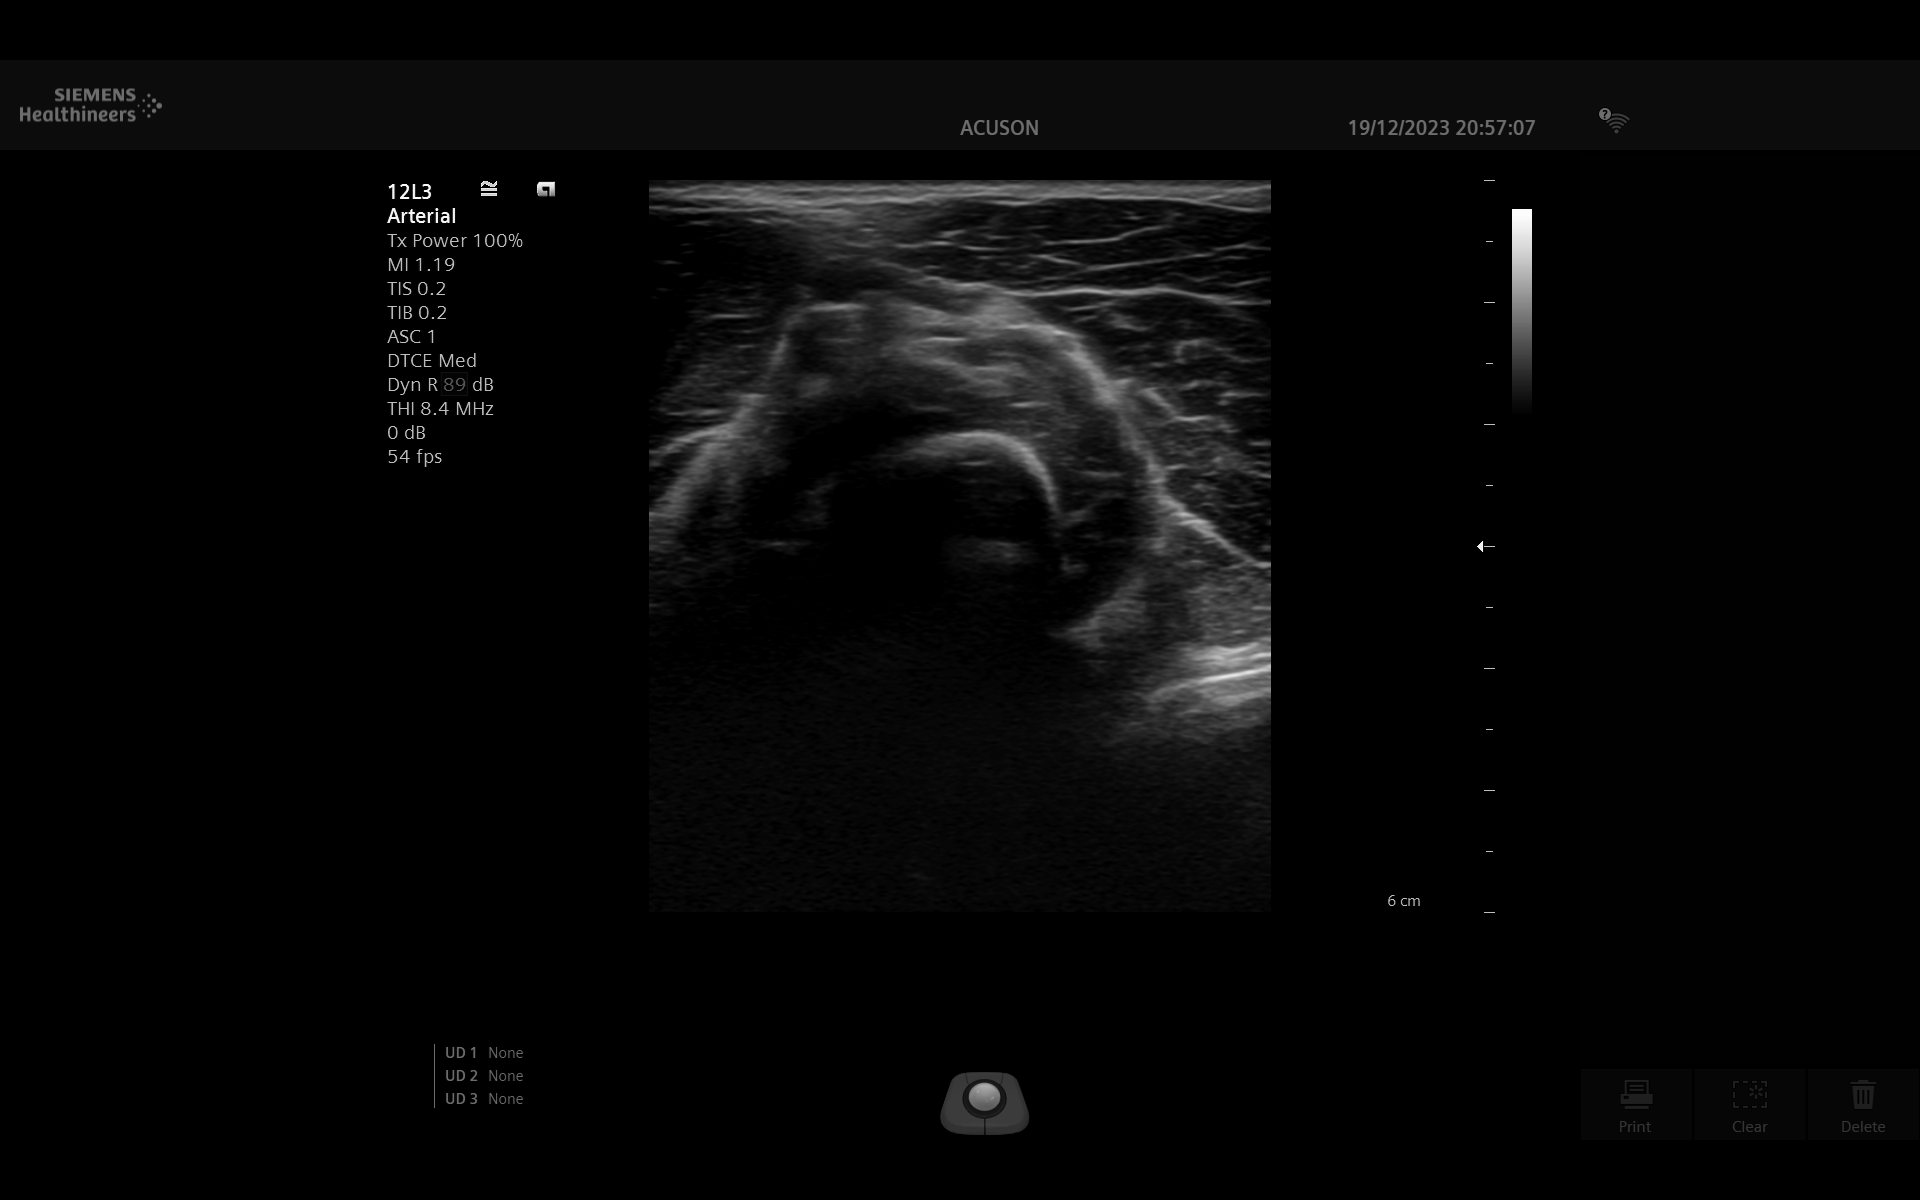 SIEMENS
Healthineers
ACUSON
19/12/2023 20:57:07
?
12L3
Arterial
Tx Power 100%
MI 1.19
TIS 0.2
TIB 0.2
ASC 1
DTCE Med
Dyn R 89 dB
THI 8.4 MHz
0 dB
54 fps
6 cm
UD 1 None
UD 2 None
UD 3 None
Print
Clear
Delete